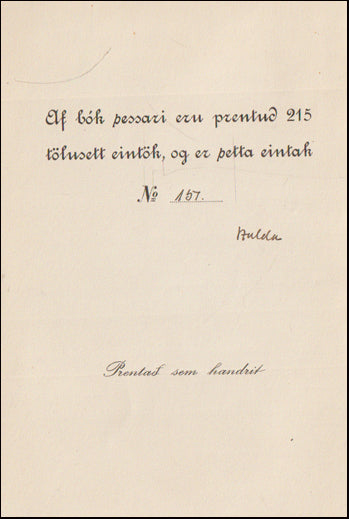 Af bók þessari eru prentuð 215
tölusett eintök, og er þetta eintak
No 157.
Hulda
Prentað sem handrit